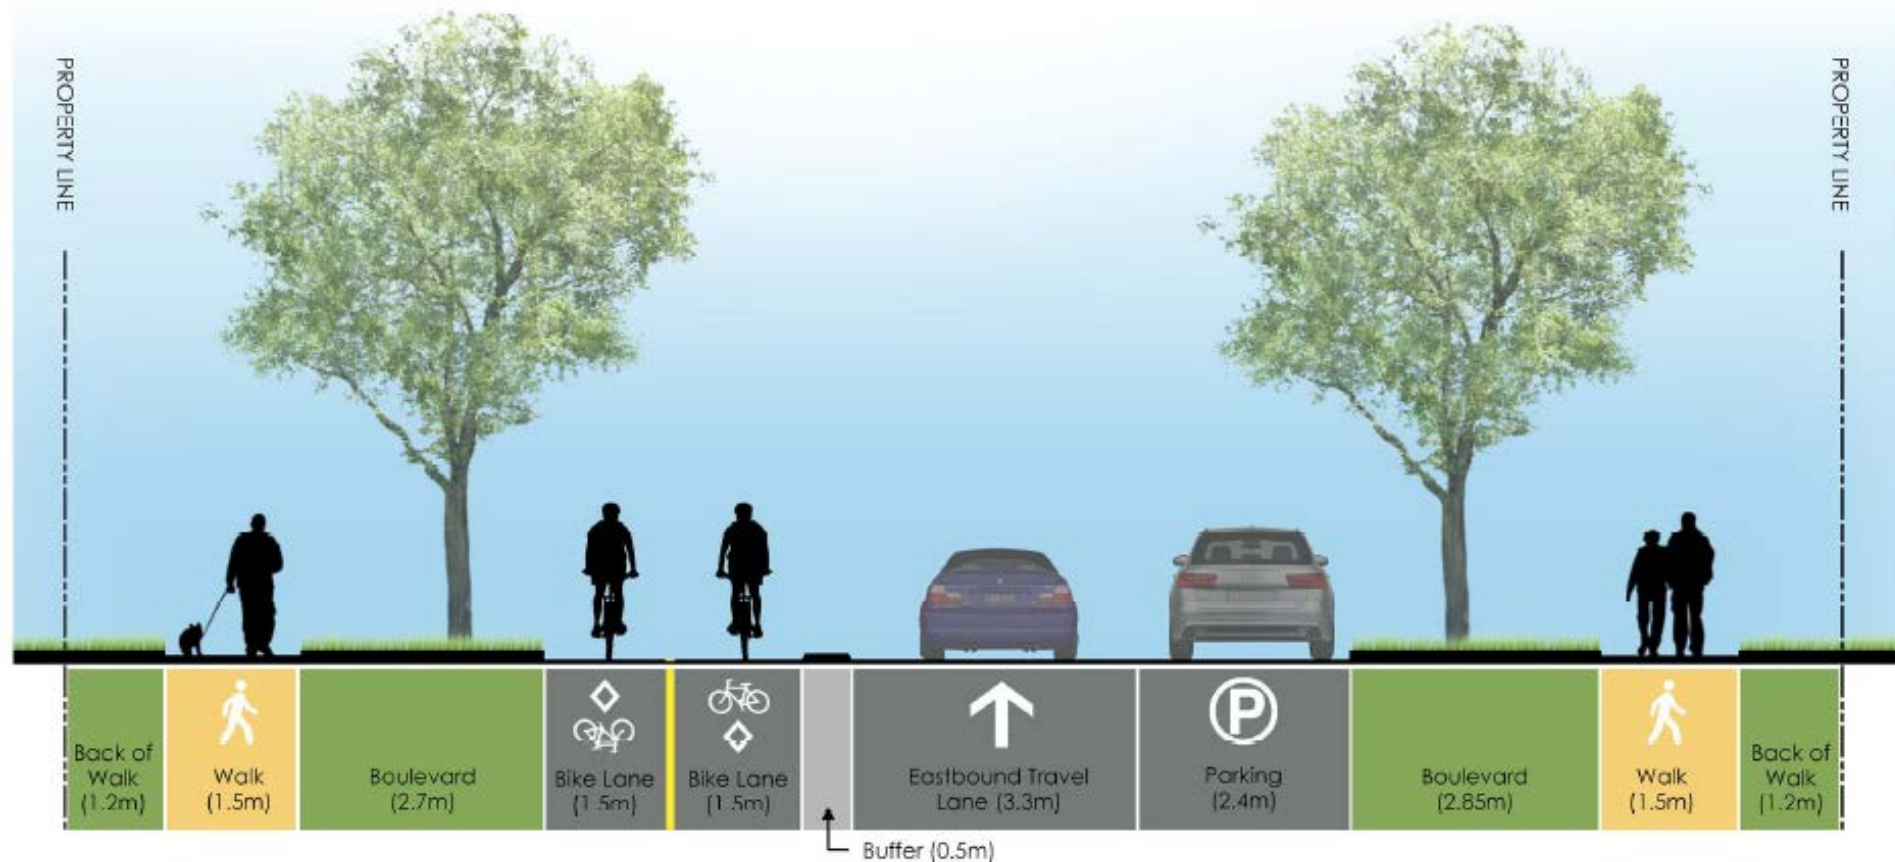 PROPERTY LINE
PROPERTY LINE
Back of
Walk
(1.2m)
Walk
(1.5m)
Boulevard
(2.7m)
Bike Lane
(1.5m)
Bike Lane
(1.5m)
Buffer (0.5m)
Eastbound Travel
Lane (3.3m)
P
Parking
(2.4m)
Boulevard
(2.85m)
Walk
(1.5m)
Back of
Walk
(1.2m)